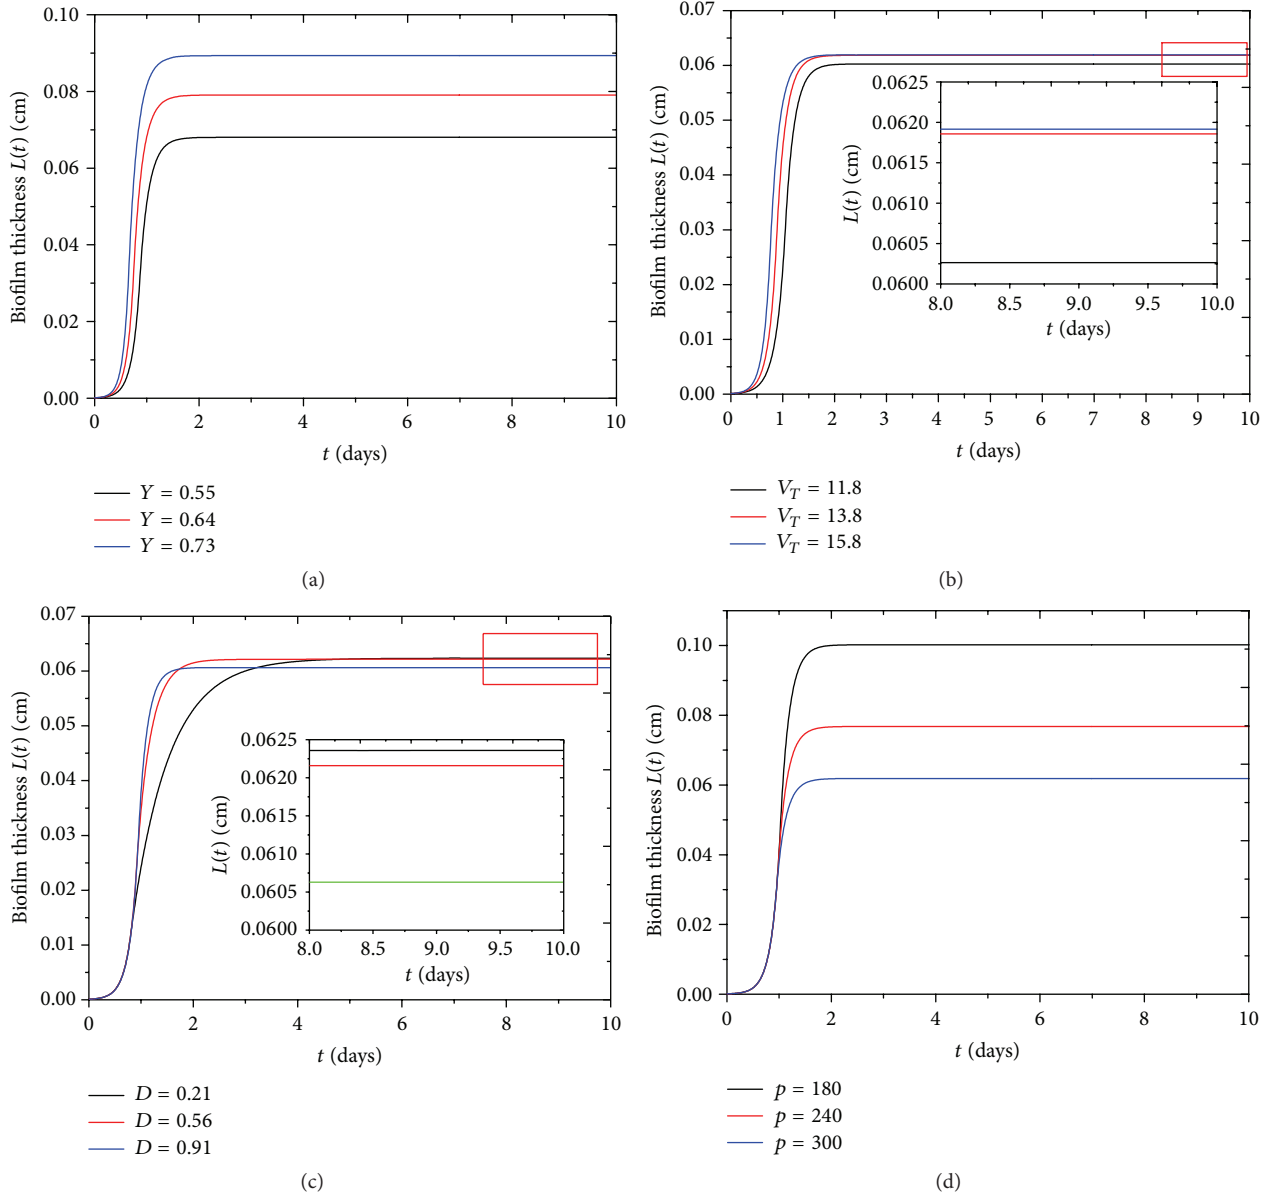 0.10
0.08
0.06
0.04
0.02
0.00
Biofilm thickness L(t) (cm)
0 2 4 6 8 10
t (days)
Y = 0.55
Y = 0.64
Y = 0.73
(a)
0.07
0.06
0.05
0.04
0.03
0.02
0.01
0.00
Biofilm thickness L(t) (cm)
0.0625
0.0620
0.0615
0.0610
0.0605
0.0600
L(t) (cm)
8.0 8.5 9.0 9.5 10.0
t (days)
0 1 2 3 4 5 6 7 8 9 10
t (days)
V_T = 11.8
V_T = 13.8
V_T = 15.8
(b)
0.07
0.06
0.05
0.04
0.03
0.02
0.01
0.00
Biofilm thickness L(t) (cm)
0.0625
0.0620
0.0615
0.0610
0.0605
0.0600
L(t) (cm)
8.0 8.5 9.0 9.5 10.0
t (days)
0 2 4 6 8 10
t (days)
D = 0.21
D = 0.56
D = 0.91
(c)
0.10
0.08
0.06
0.04
0.02
0.00
Biofilm thickness L(t) (cm)
0 2 4 6 8 10
t (days)
p = 180
p = 240
p = 300
(d)